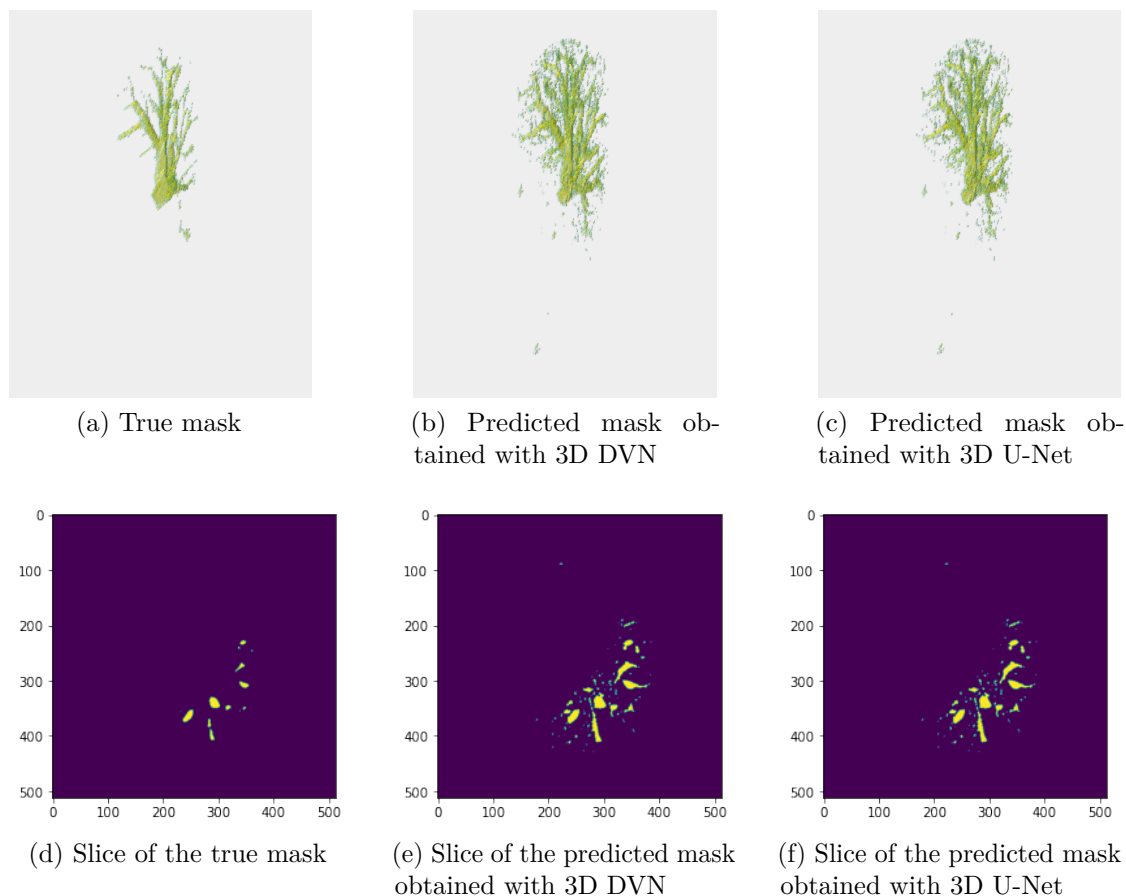 (a) True mask
(b) Predicted mask ob-
tained with 3D DVN
(c) Predicted mask ob-
tained with 3D U-Net
0
100
200
300
400
500
0 100 200 300 400 500
0
100
200
300
400
500
0 100 200 300 400 500
0
100
200
300
400
500
0 100 200 300 400 500
(d) Slice of the true mask
(e) Slice of the predicted mask
obtained with 3D DVN
(f) Slice of the predicted mask
obtained with 3D U-Net